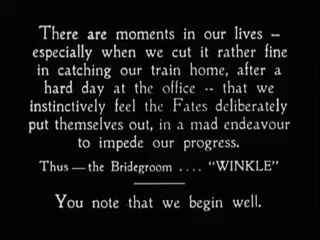 There are moments in our lives --
especially when we cut it rather fine
in catching our train home, after a
hard day at the office -- that we
instinctively feel the Fates deliberately
put themselves out, in a mad endeavour
to impede our progress.
Thus — the Bridegroom .... "WINKLE"
You note that we begin well.